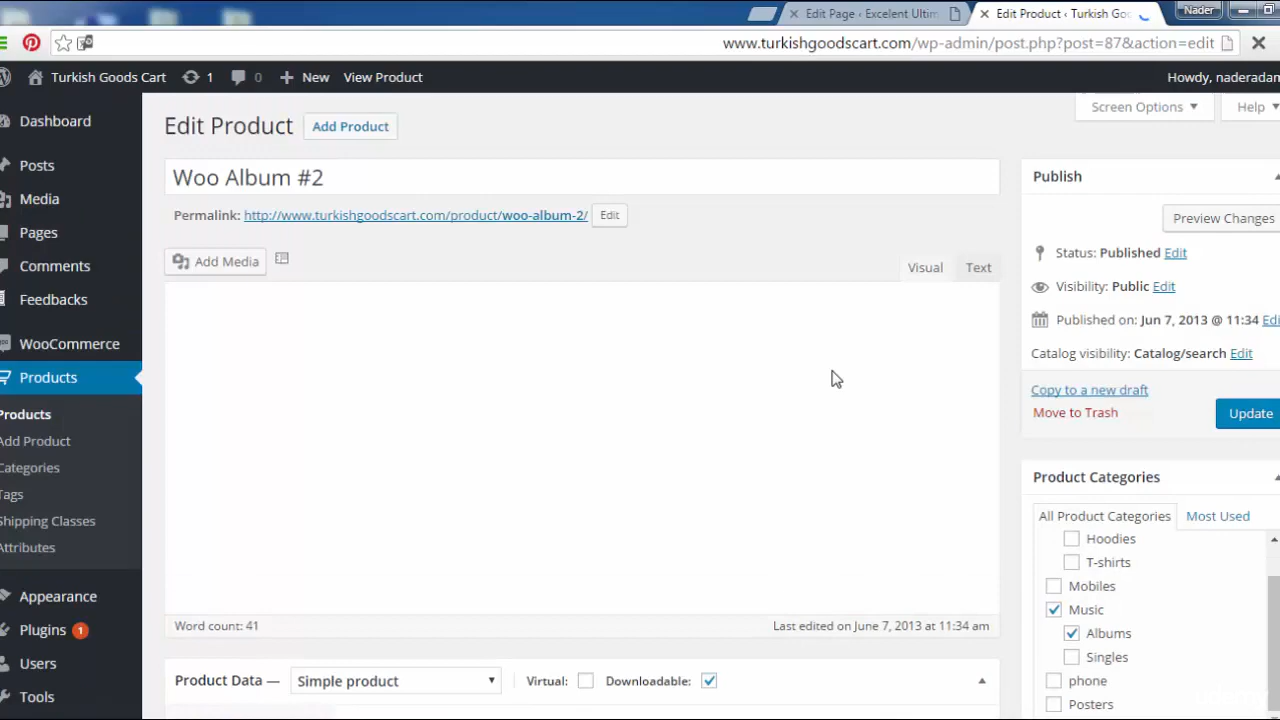 Edit Page ‹ Excelent Ultim
Edit Product ‹ Turkish Go
Nader
www.turkishgoodscart.com/wp-admin/post.php?post=87&action=edit
Turkish Goods Cart
1
0
New
View Product
Howdy, naderadam
Dashboard
Posts
Media
Pages
Comments
Feedbacks
WooCommerce
Products
Products
Add Product
Categories
Tags
Shipping Classes
Attributes
Appearance
Plugins 1
Users
Tools
Screen Options
Help
Edit Product
Add Product
Woo Album #2
Permalink: http://www.turkishgoodscart.com/product/woo-album-2/ Edit
Add Media
Visual
Text
Word count: 41
Last edited on June 7, 2013 at 11:34 am
Product Data —
Simple product
Virtual:
Downloadable:
Publish
Preview Changes
Status: Published Edit
Visibility: Public Edit
Published on: Jun 7, 2013 @ 11:34 Edi
Catalog visibility: Catalog/search Edit
Copy to a new draft
Move to Trash
Update
Product Categories
All Product Categories
Most Used
Hoodies
T-shirts
Mobiles
Music
Albums
Singles
phone
Posters